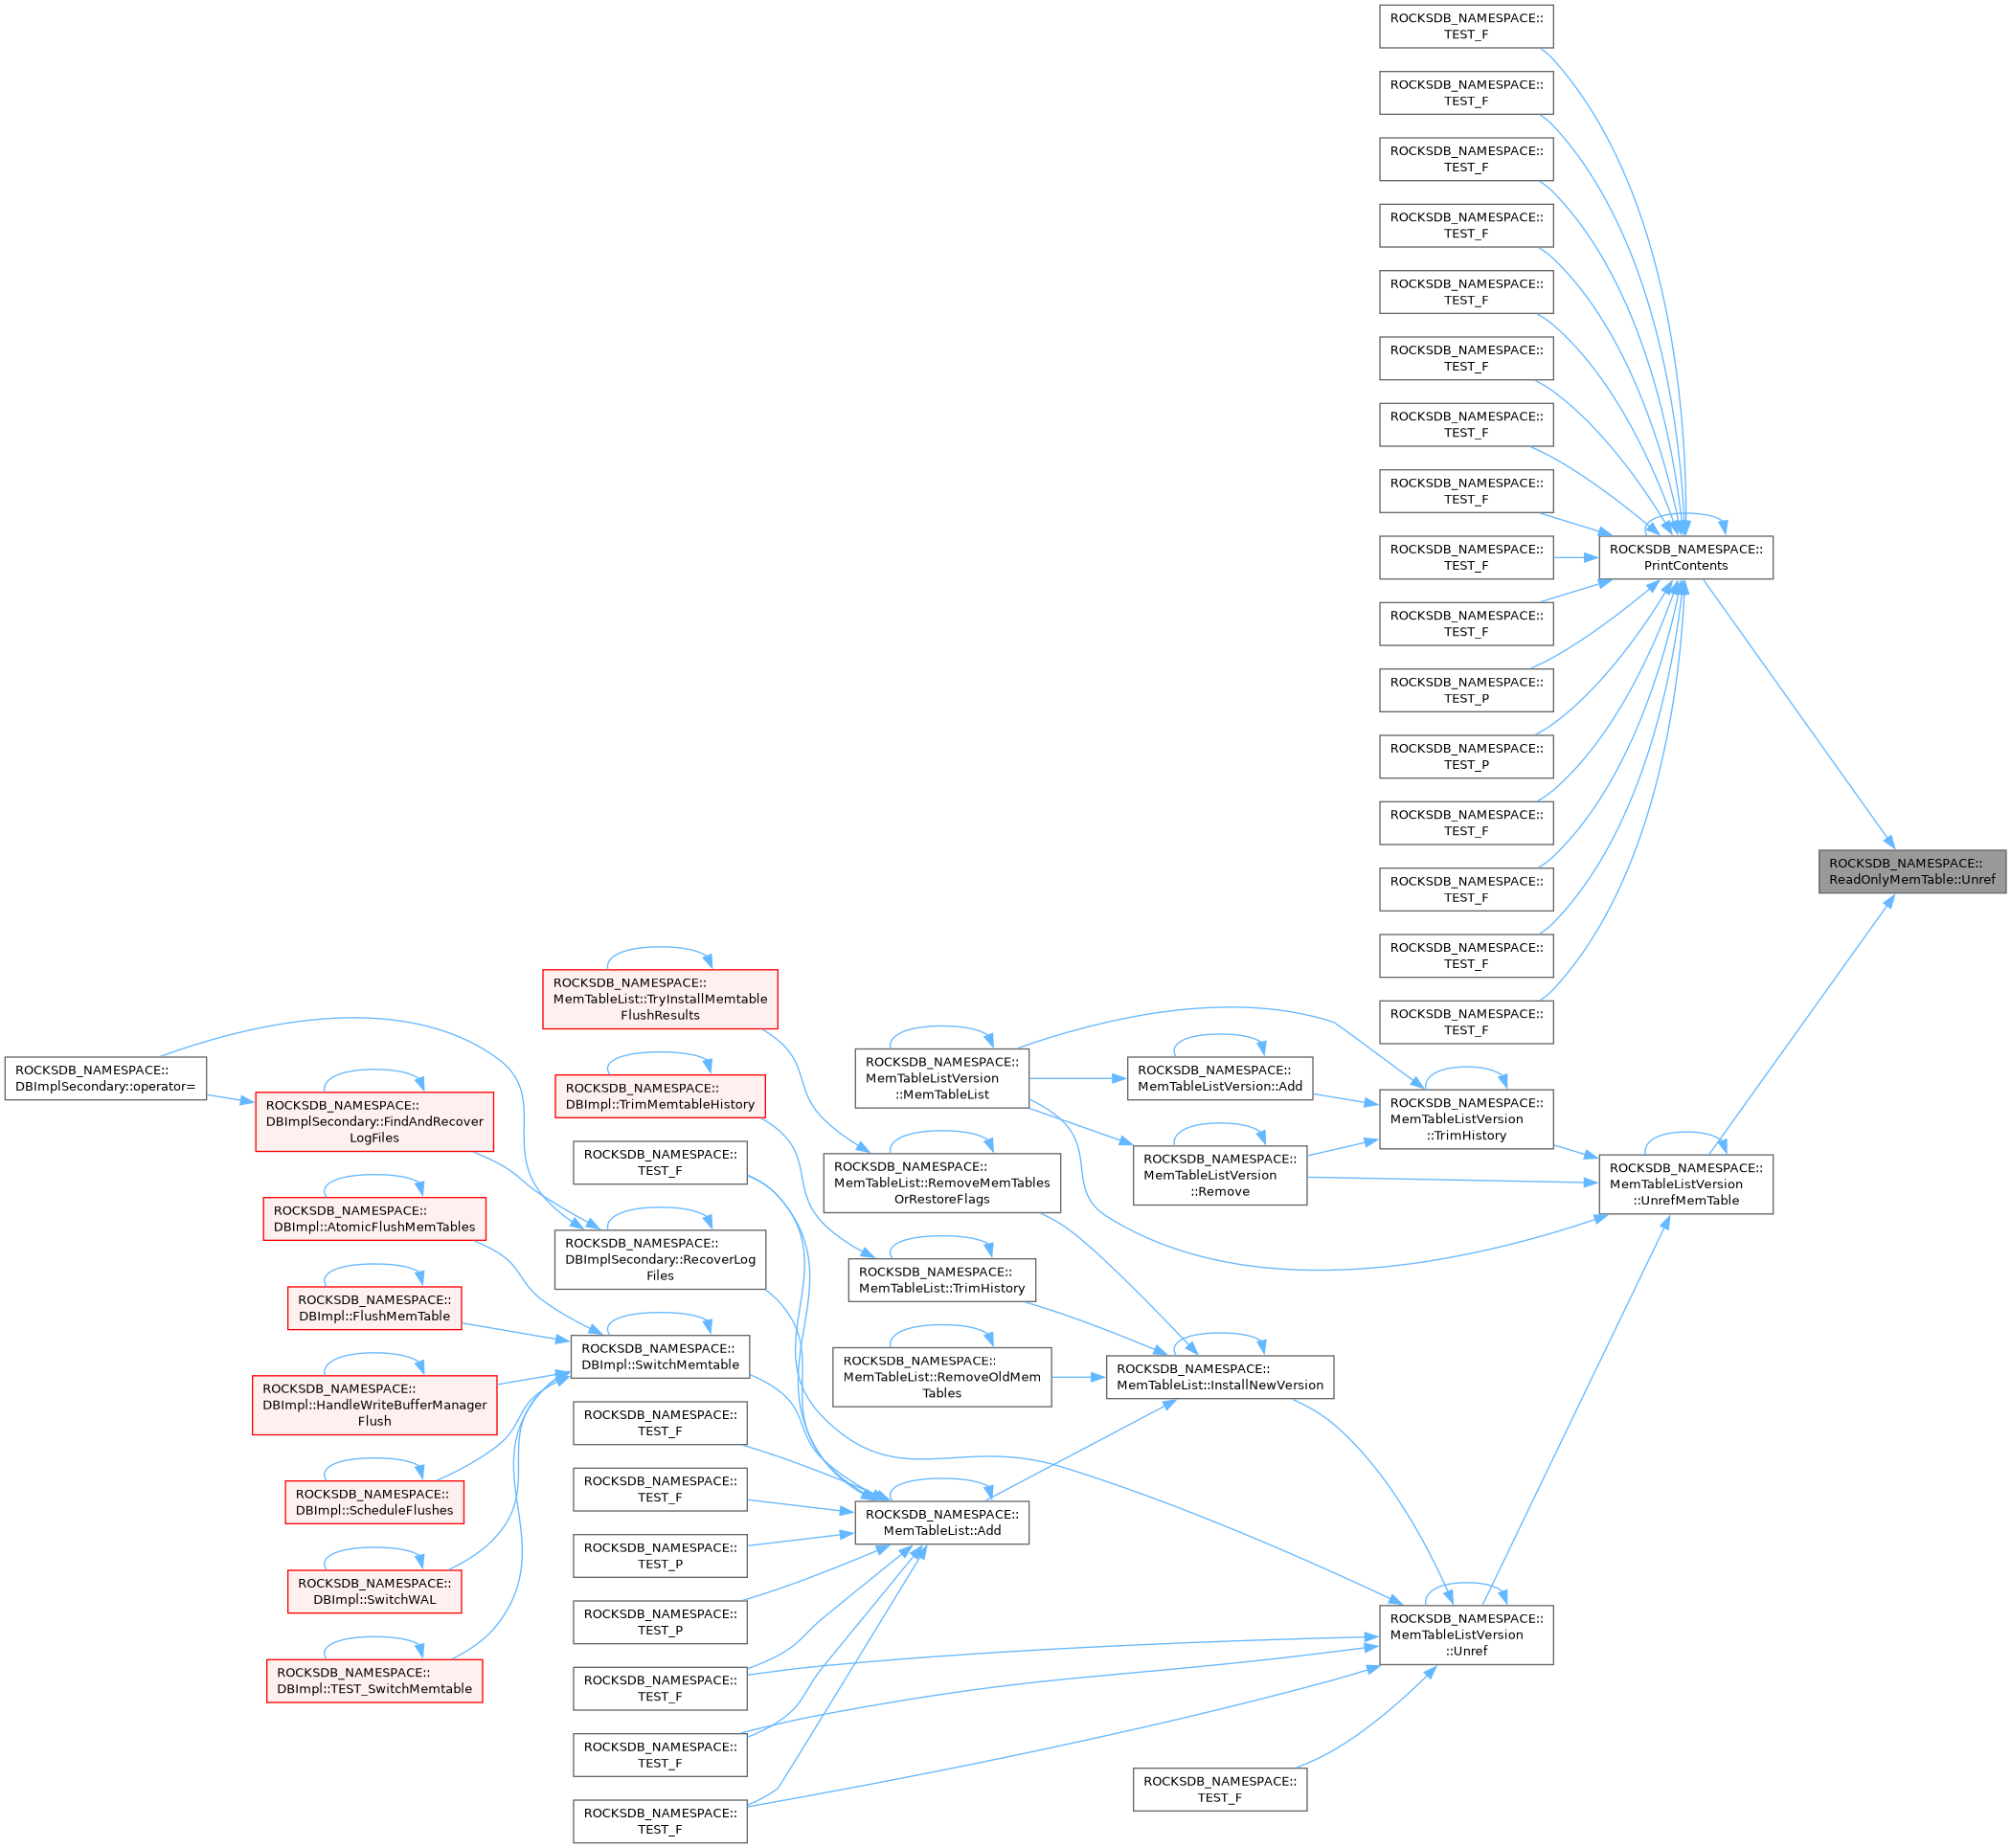 ROCKSDB_NAMESPACE::
TEST_F
ROCKSDB_NAMESPACE::
TEST_F
ROCKSDB_NAMESPACE::
TEST_F
ROCKSDB_NAMESPACE::
TEST_F
ROCKSDB_NAMESPACE::
TEST_F
ROCKSDB_NAMESPACE::
TEST_F
ROCKSDB_NAMESPACE::
TEST_F
ROCKSDB_NAMESPACE::
TEST_F
ROCKSDB_NAMESPACE::
TEST_F
ROCKSDB_NAMESPACE::
PrintContents
ROCKSDB_NAMESPACE::
TEST_F
ROCKSDB_NAMESPACE::
TEST_P
ROCKSDB_NAMESPACE::
TEST_P
ROCKSDB_NAMESPACE::
TEST_F
ROCKSDB_NAMESPACE::
ReadOnlyMemTable::Unref
ROCKSDB_NAMESPACE::
TEST_F
ROCKSDB_NAMESPACE::
TEST_F
ROCKSDB_NAMESPACE::
TEST_F
ROCKSDB_NAMESPACE::
MemTableList::TryInstallMemtable
FlushResults
ROCKSDB_NAMESPACE::
DBImplSecondary::operator=
ROCKSDB_NAMESPACE::
DBImplSecondary::FindAndRecover
LogFiles
ROCKSDB_NAMESPACE::
DBImpl::TrimMemtableHistory
ROCKSDB_NAMESPACE::
MemTableListVersion
::MemTableList
ROCKSDB_NAMESPACE::
MemTableListVersion::Add
ROCKSDB_NAMESPACE::
MemTableListVersion
::TrimHistory
ROCKSDB_NAMESPACE::
TEST_F
ROCKSDB_NAMESPACE::
MemTableList::RemoveMemTables
OrRestoreFlags
ROCKSDB_NAMESPACE::
MemTableListVersion
::Remove
ROCKSDB_NAMESPACE::
MemTableListVersion
::UnrefMemTable
ROCKSDB_NAMESPACE::
DBImpl::AtomicFlushMemTables
ROCKSDB_NAMESPACE::
DBImplSecondary::RecoverLog
Files
ROCKSDB_NAMESPACE::
MemTableList::TrimHistory
ROCKSDB_NAMESPACE::
DBImpl::FlushMemTable
ROCKSDB_NAMESPACE::
DBImpl::SwitchMemtable
ROCKSDB_NAMESPACE::
MemTableList::RemoveOldMem
Tables
ROCKSDB_NAMESPACE::
MemTableList::InstallNewVersion
ROCKSDB_NAMESPACE::
DBImpl::HandleWriteBufferManager
Flush
ROCKSDB_NAMESPACE::
TEST_F
ROCKSDB_NAMESPACE::
DBImpl::ScheduleFlushes
ROCKSDB_NAMESPACE::
TEST_F
ROCKSDB_NAMESPACE::
MemTableList::Add
ROCKSDB_NAMESPACE::
TEST_P
ROCKSDB_NAMESPACE::
DBImpl::SwitchWAL
ROCKSDB_NAMESPACE::
TEST_P
ROCKSDB_NAMESPACE::
MemTableListVersion
::Unref
ROCKSDB_NAMESPACE::
DBImpl::TEST_SwitchMemtable
ROCKSDB_NAMESPACE::
TEST_F
ROCKSDB_NAMESPACE::
TEST_F
ROCKSDB_NAMESPACE::
TEST_F
ROCKSDB_NAMESPACE::
TEST_F